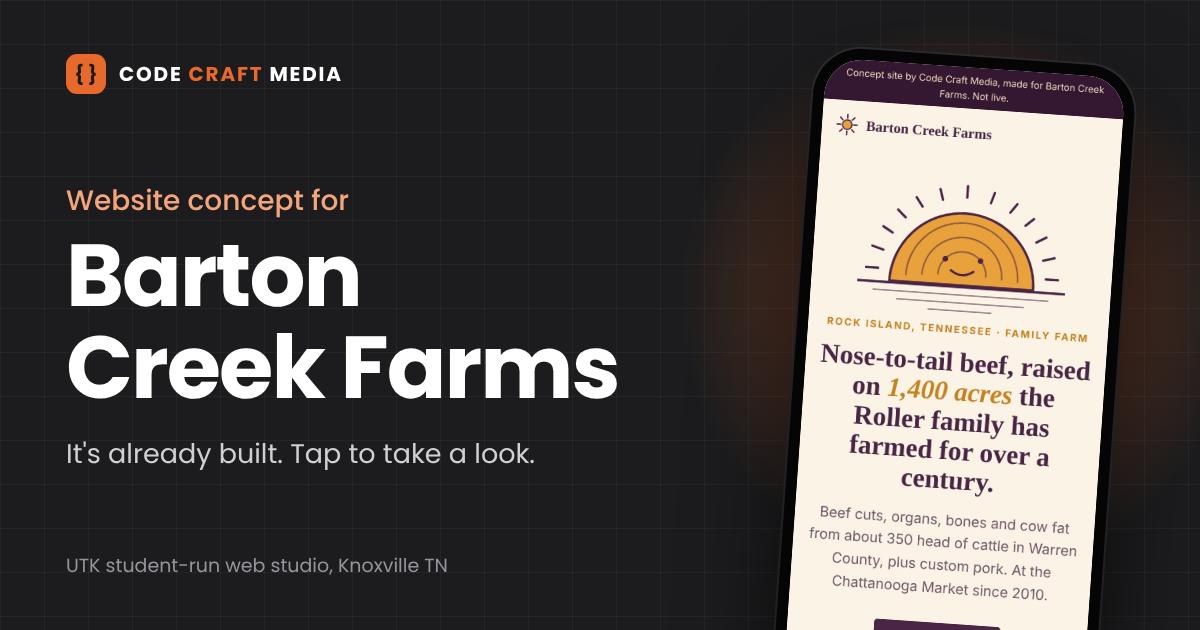 { } CODE CRAFT MEDIA
Website concept for
Barton
Creek Farms
It's already built. Tap to take a look.
UTK student-run web studio, Knoxville TN
Concept site by Code Craft Media, made for Barton Creek
Farms. Not live.
Barton Creek Farms
ROCK ISLAND, TENNESSEE · FAMILY FARM
Nose-to-tail beef, raised
on 1,400 acres the
Roller family has
farmed for over a
century.
Beef cuts, organs, bones and cow fat
from about 350 head of cattle in Warren
County, plus custom pork. At the
Chattanooga Market since 2010.